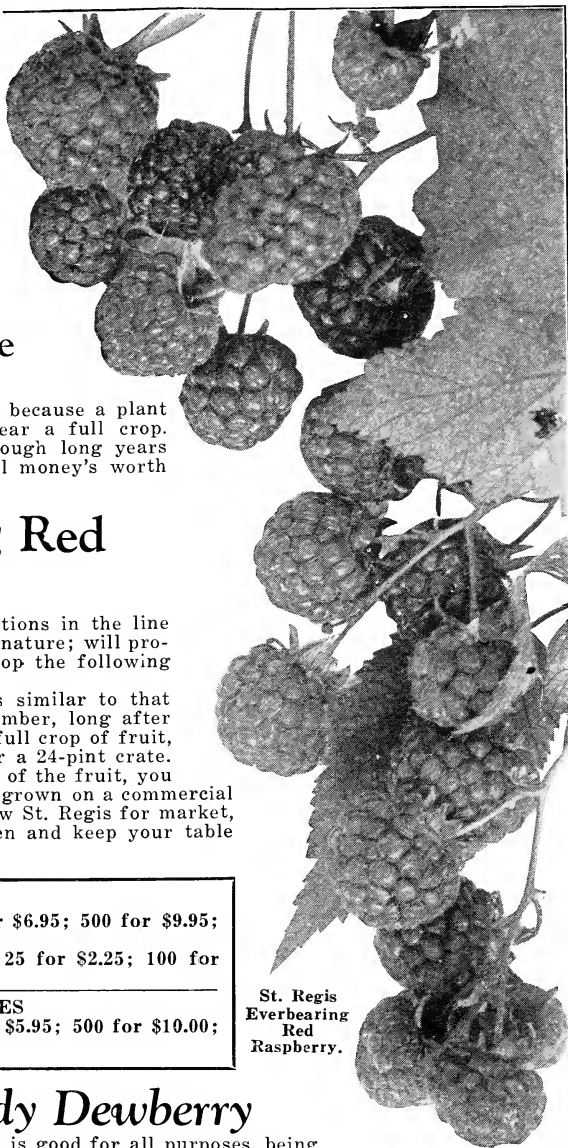 e
because a plant
ear a full crop.
ough long years
l money's worth
Red
tions in the line
nature; will pro-
op the following
s similar to that
mber, long after
full crop of fruit,
r a 24-pint crate.
of the fruit, you
grown on a commercial
w St. Regis for market,
en and keep your table
r $6.95; 500 for $9.95;
25 for $2.25; 100 for
ES
$5.95; 500 for $10.00;
St. Regis
Everbearing
Red
Raspberry.
dy Dewberry
is good for all purposes, being